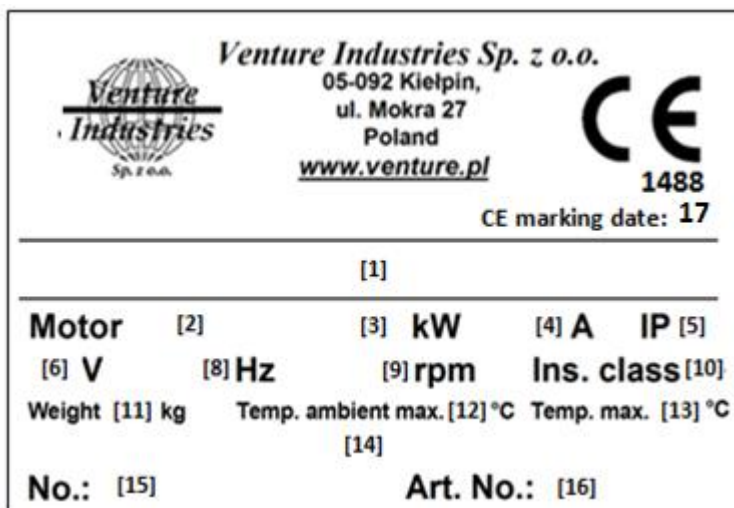 Venture Industries Sp. z o.o.
Venture
Industries
Sp. z o.o.
05-092 Kiełpin,
ul. Mokra 27
Poland
www.venture.pl
CE
1488
CE marking date: 17
[1]
Motor [2] [3] kW [4] A IP [5]
[6] V [8] Hz [9] rpm Ins. class [10]
Weight [11] kg Temp. ambient max. [12] °C Temp. max. [13] °C
[14]
No.: [15] Art. No.: [16]